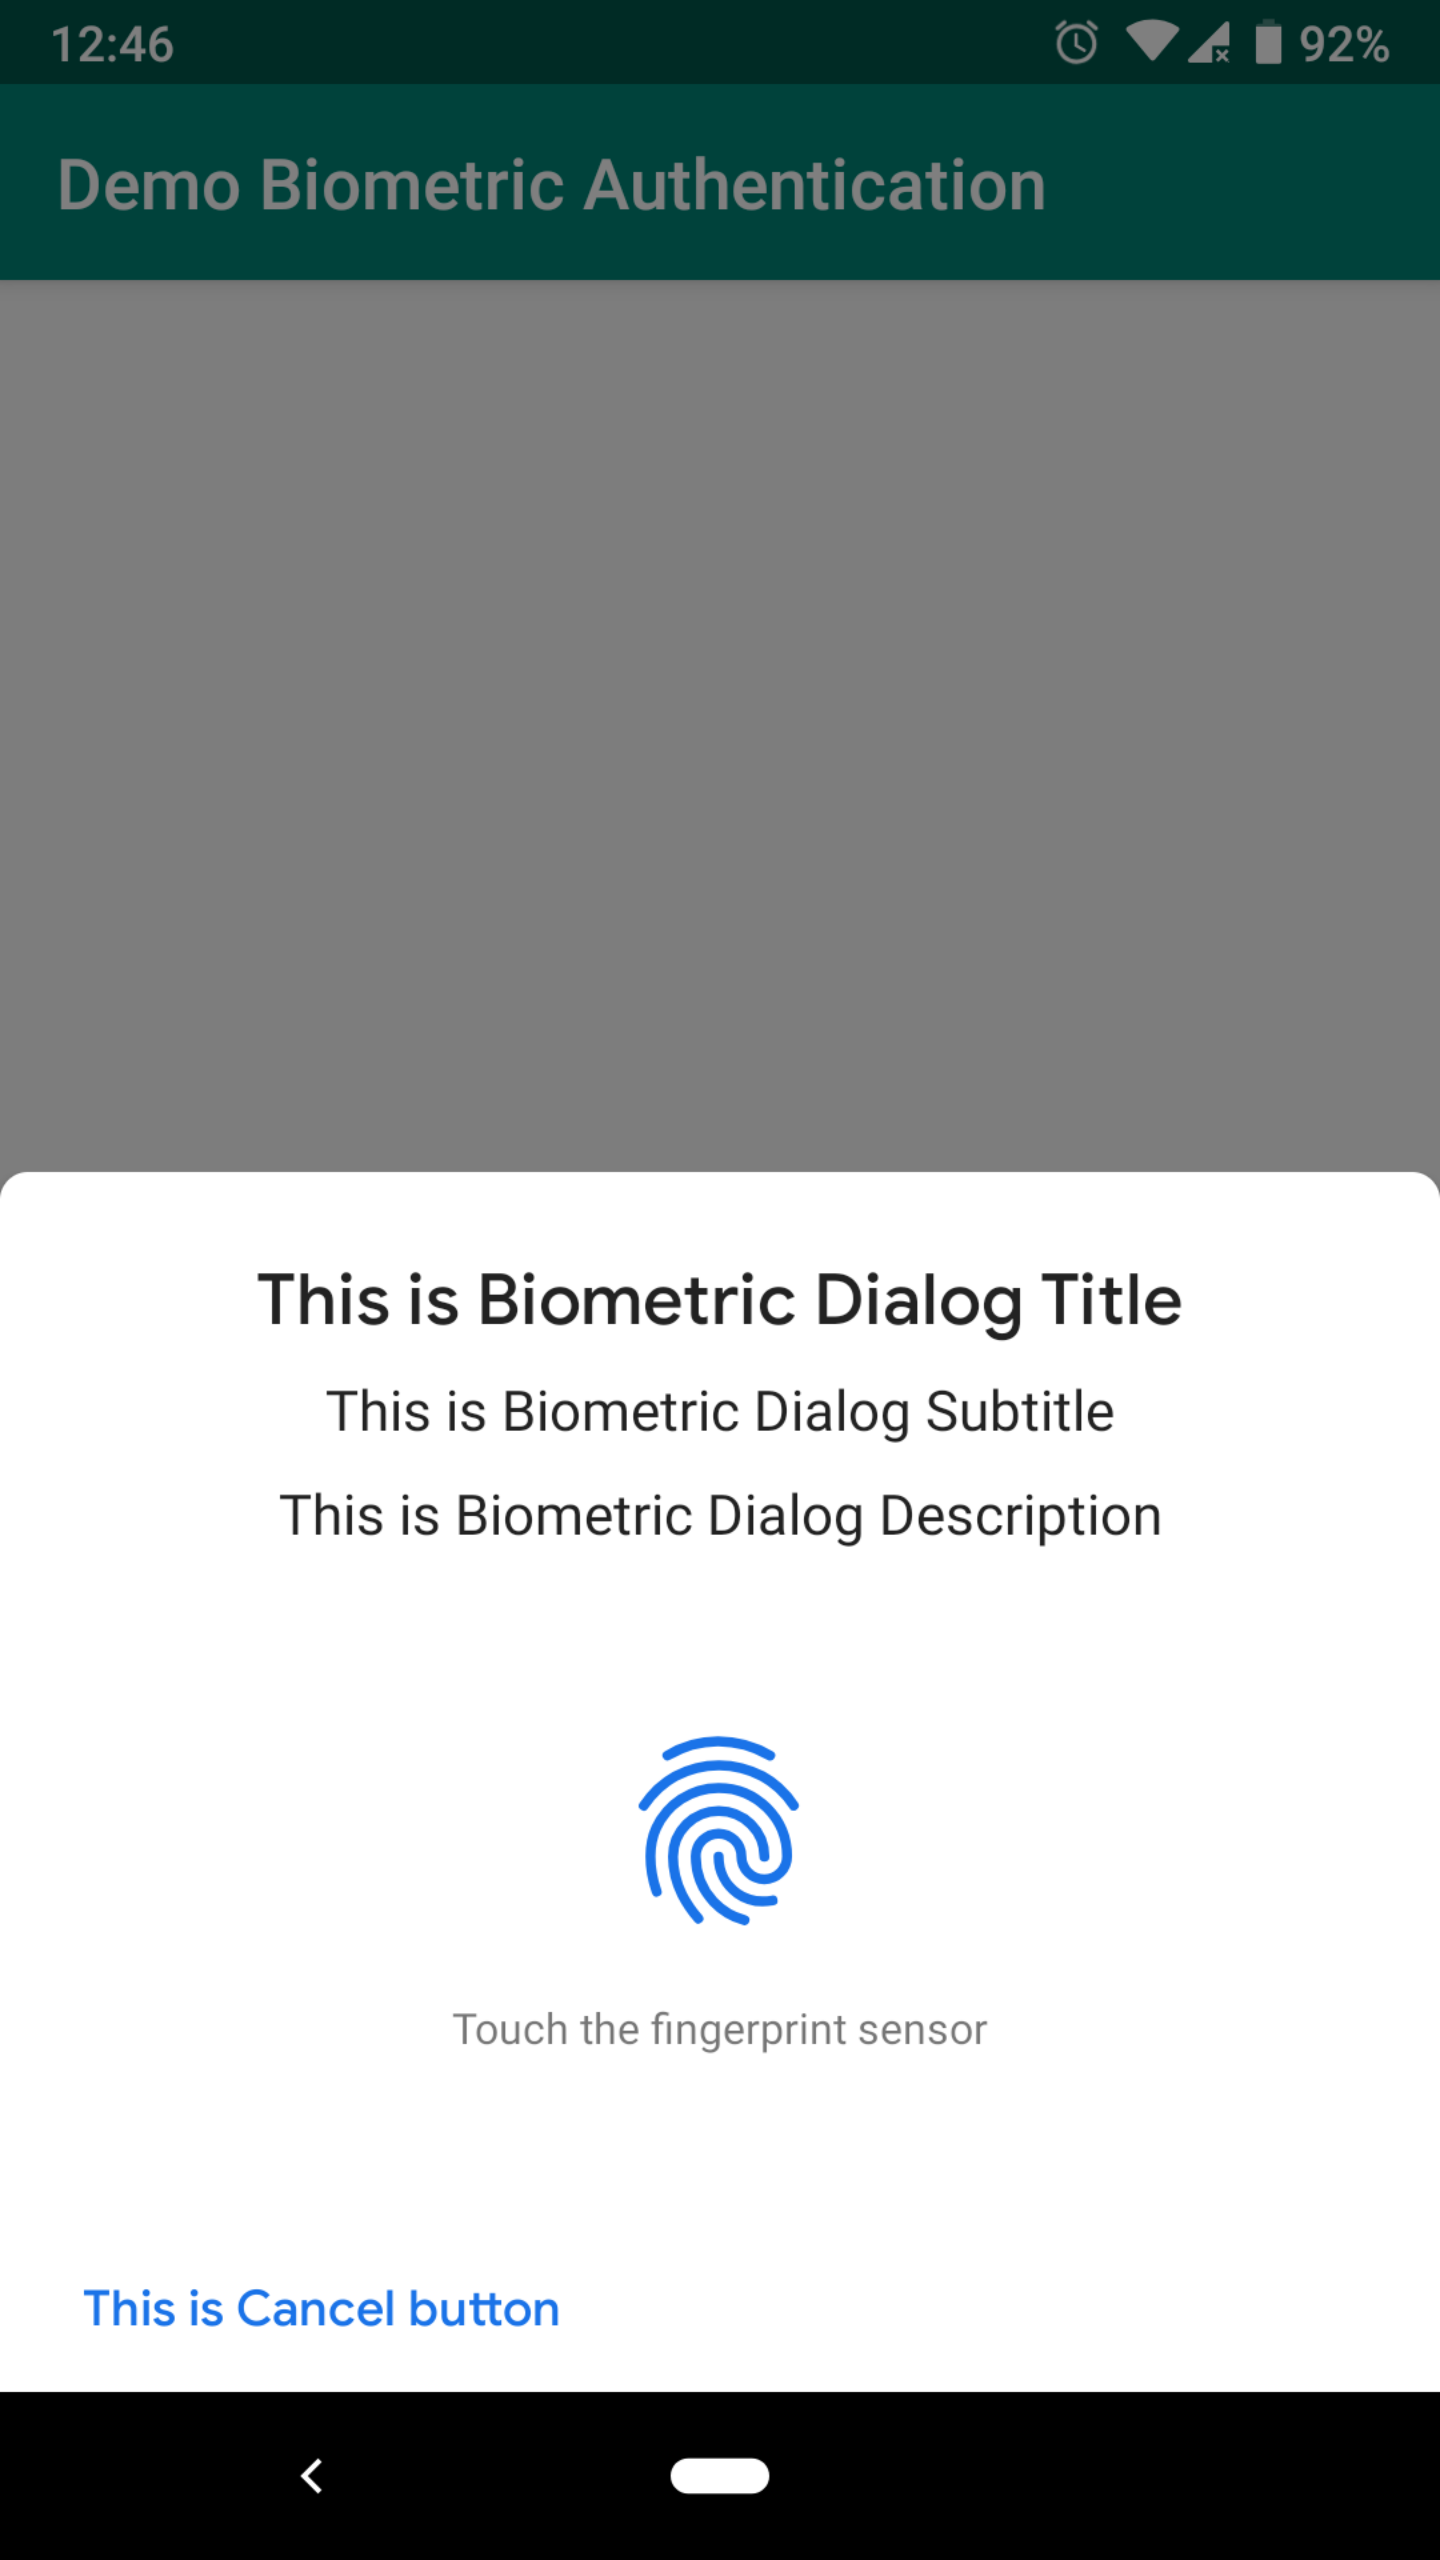 12:46 92%
Demo Biometric Authentication
This is Biometric Dialog Title
This is Biometric Dialog Subtitle
This is Biometric Dialog Description
Touch the fingerprint sensor
This is Cancel button